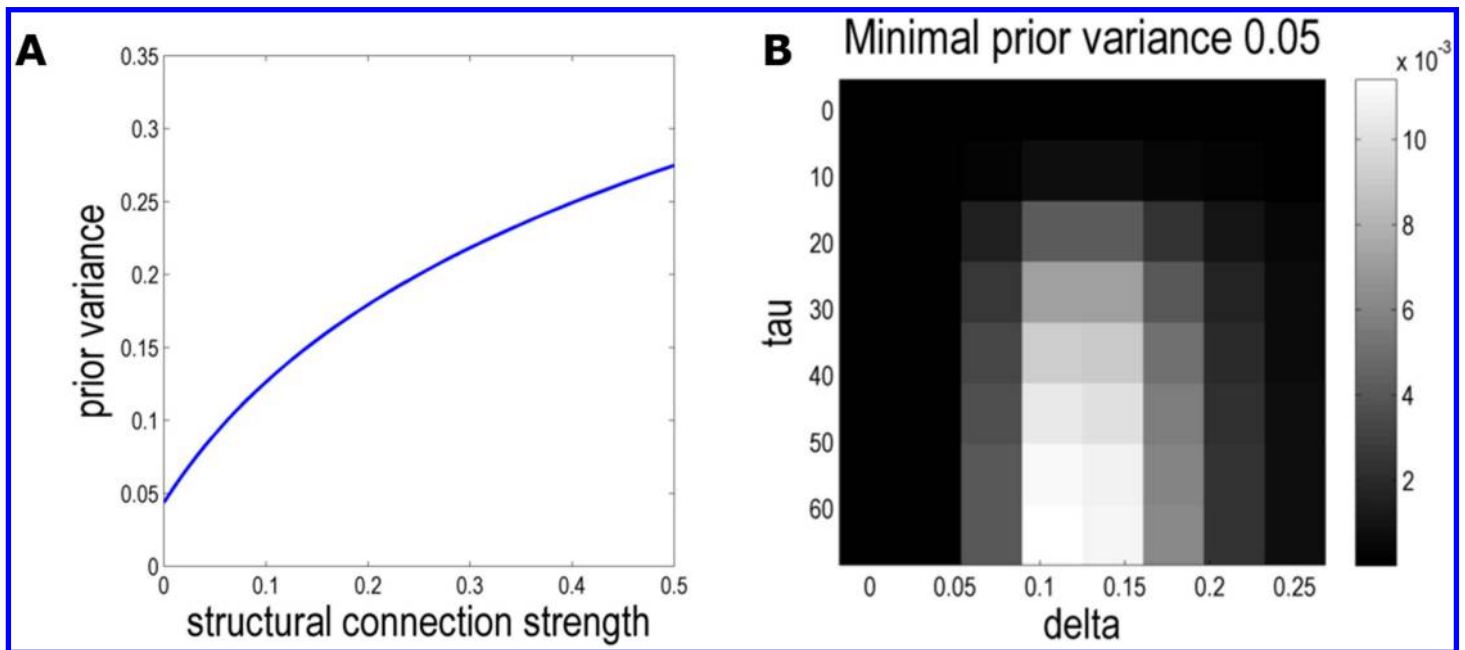 A
0.35
0.3
0.25
0.2
0.15
0.1
0.05
0
prior variance
0 0.1 0.2 0.3 0.4 0.5
structural connection strength
B
Minimal prior variance 0.05
x 10-3
0
10
20
30
40
50
60
tau
0 0.05 0.1 0.15 0.2 0.25
delta
10
8
6
4
2